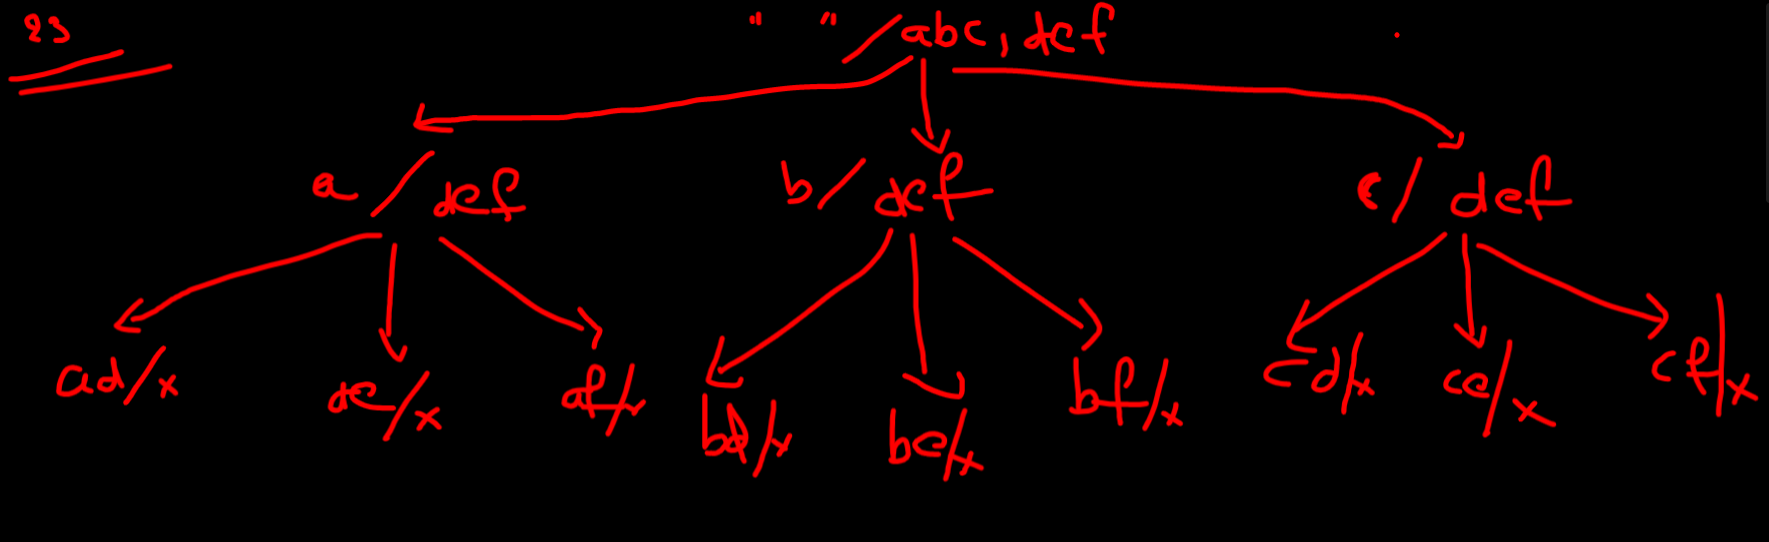 23
" " / abc, def
a / def b / def c / def
ad/x ae/x af/x bd/x be/x bf/x cd/x ce/x cf/x